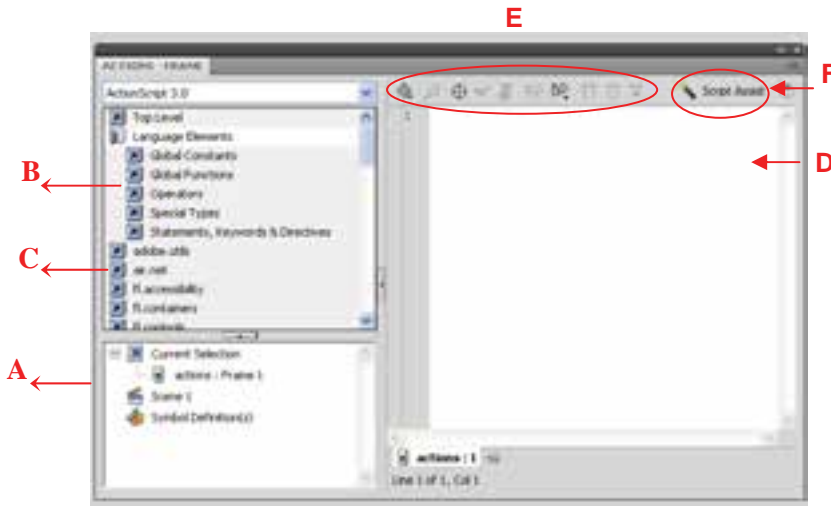 E
ACTIONS - FRAME
F
ActionScript 3.0
Script Assist
Top Level
1
Language Elements
Global Constants
D
B
Global Functions
Operators
Special Types
Statements, Keywords & Directives
adobe.utils
C
air.net
fl.accessibility
fl.containers
fl.controls
Current Selection
A
actions : Frame 1
Scene 1
Symbol Definition(s)
actions : 1
Line 1 of 1, Col 1